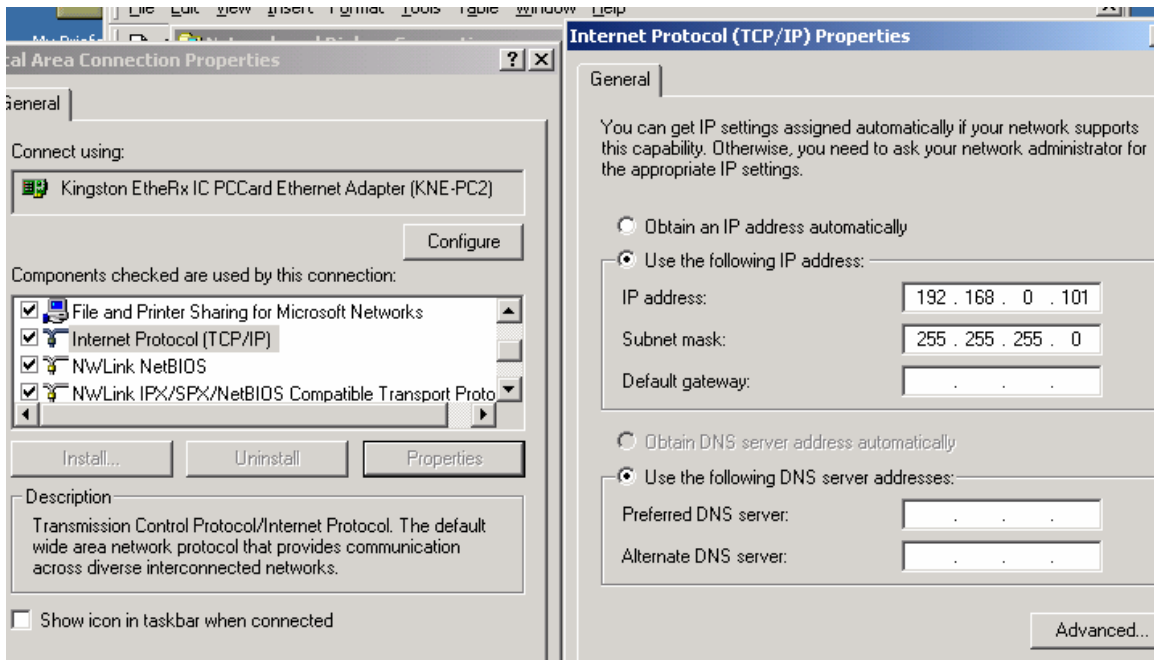 File Edit View Insert Format Tools Table Window Help
Local Area Connection Properties
General
Connect using:
Kingston EtheRx IC PCCard Ethernet Adapter (KNE-PC2)
Configure
Components checked are used by this connection:
File and Printer Sharing for Microsoft Networks
Internet Protocol (TCP/IP)
NWLink NetBIOS
NWLink IPX/SPX/NetBIOS Compatible Transport Proto
Install...
Uninstall
Properties
Description
Transmission Control Protocol/Internet Protocol. The default
wide area network protocol that provides communication
across diverse interconnected networks.
Show icon in taskbar when connected
Internet Protocol (TCP/IP) Properties
General
You can get IP settings assigned automatically if your network supports
this capability. Otherwise, you need to ask your network administrator for
the appropriate IP settings.
Obtain an IP address automatically
Use the following IP address:
IP address: 192 . 168 . 0 . 101
Subnet mask: 255 . 255 . 255 . 0
Default gateway: . . .
Obtain DNS server address automatically
Use the following DNS server addresses:
Preferred DNS server: . . .
Alternate DNS server: . . .
Advanced...